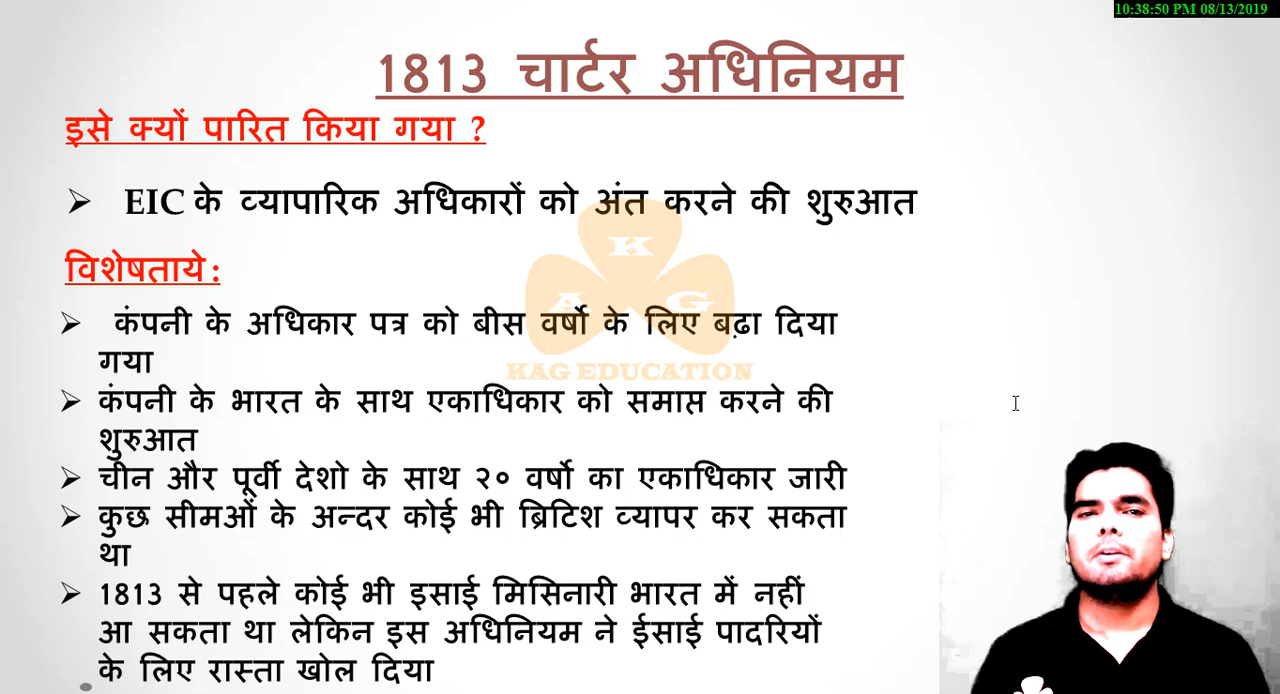 10:38:50 PM 08/13/2019
1813 चार्टर अधिनियम
इसे क्यों पारित किया गया ?
➢ EIC के व्यापारिक अधिकारों को अंत करने की शुरुआत
विशेषताये:
➢ कंपनी के अधिकार पत्र को बीस वर्षो के लिए बढ़ा दिया
गया
➢ कंपनी के भारत के साथ एकाधिकार को समाप्त करने की
शुरुआत
➢ चीन और पूर्वी देशो के साथ २० वर्षो का एकाधिकार जारी
➢ कुछ सीमओं के अन्दर कोई भी ब्रिटिश व्यापर कर सकता
था
➢ 1813 से पहले कोई भी इसाई मिसिनारी भारत में नहीं
आ सकता था लेकिन इस अधिनियम ने ईसाई पादरियों
के लिए रास्ता खोल दिया
K
A G
KAG EDUCATION